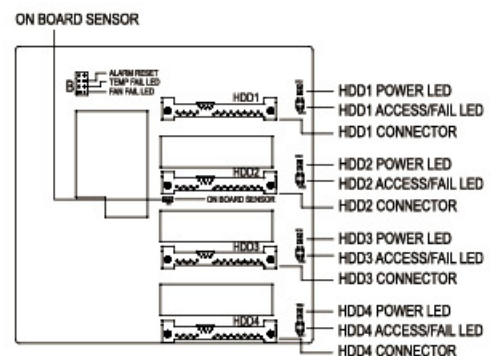 ON BOARD SENSOR
ALARM RESET
TEMP FAIL LED
B
FAN FAIL LED
HDD1
HDD1 POWER LED
HDD1 ACCESS/FAIL LED
HDD1 CONNECTOR
HDD2
HDD2 POWER LED
HDD2 ACCESS/FAIL LED
HDD2 CONNECTOR
ON BOARD SENSOR
HDD3
HDD3 POWER LED
HDD3 ACCESS/FAIL LED
HDD3 CONNECTOR
HDD4
HDD4 POWER LED
HDD4 ACCESS/FAIL LED
HDD4 CONNECTOR